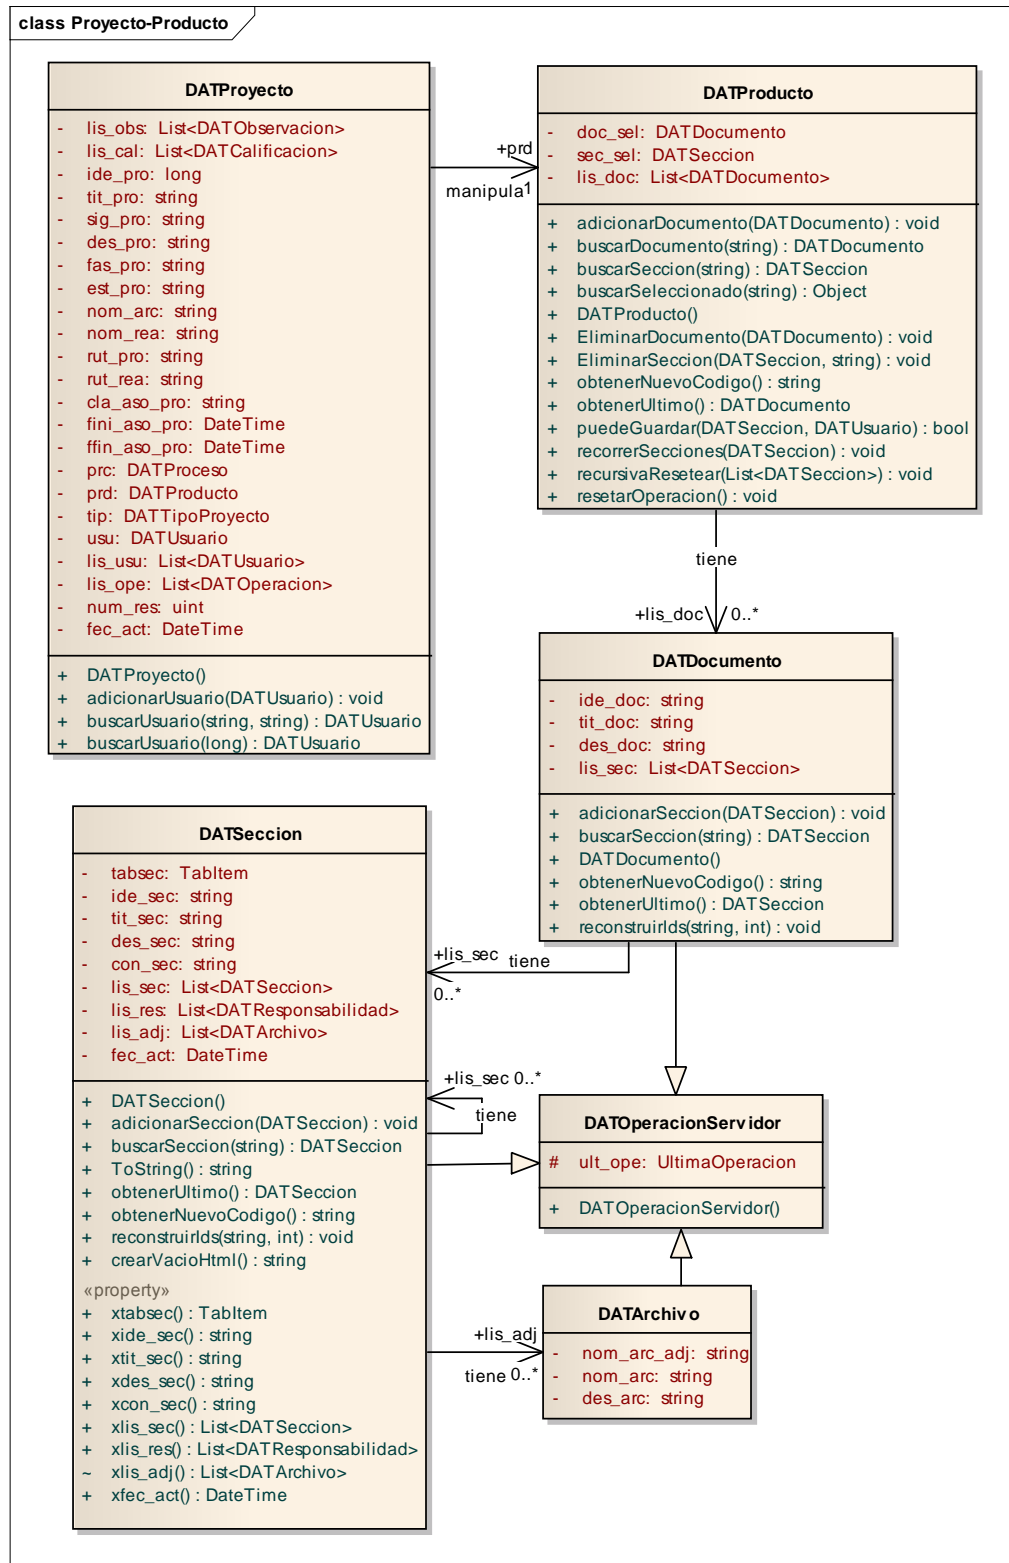 class Proyecto-Producto
DATProyecto
- lis_obs: List<DATObservacion>
- lis_cal: List<DATCalificacion>
- ide_pro: long
- tit_pro: string
- sig_pro: string
- des_pro: string
- fas_pro: string
- est_pro: string
- nom_arc: string
- nom_rea: string
- rut_pro: string
- rut_rea: string
- cla_aso_pro: string
- fini_aso_pro: DateTime
- ffin_aso_pro: DateTime
- prc: DATProceso
- prd: DATProducto
- tip: DATTipoProyecto
- usu: DATUsuario
- lis_usu: List<DATUsuario>
- lis_ope: List<DATOperacion>
- num_res: uint
- fec_act: DateTime
+ DATProyecto()
+ adicionarUsuario(DATUsuario) : void
+ buscarUsuario(string, string) : DATUsuario
+ buscarUsuario(long) : DATUsuario
+prd
manipula 1
DATProducto
- doc_sel: DATDocumento
- sec_sel: DATSeccion
- lis_doc: List<DATDocumento>
+ adicionarDocumento(DATDocumento) : void
+ buscarDocumento(string) : DATDocumento
+ buscarSeccion(string) : DATSeccion
+ buscarSeleccionado(string) : Object
+ DATProducto()
+ EliminarDocumento(DATDocumento) : void
+ EliminarSeccion(DATSeccion, string) : void
+ obtenerNuevoCodigo() : string
+ obtenerUltimo() : DATDocumento
+ puedeGuardar(DATSeccion, DATUsuario) : bool
+ recorrerSecciones(DATSeccion) : void
+ recursivaResetear(List<DATSeccion>) : void
+ resetarOperacion() : void
tiene
+lis_doc 0..*
DATDocumento
- ide_doc: string
- tit_doc: string
- des_doc: string
- lis_sec: List<DATSeccion>
+ adicionarSeccion(DATSeccion) : void
+ buscarSeccion(string) : DATSeccion
+ DATDocumento()
+ obtenerNuevoCodigo() : string
+ obtenerUltimo() : DATSeccion
+ reconstruirIds(string, int) : void
+lis_sec tiene
0..*
DATSeccion
- tabsec: TabItem
- ide_sec: string
- tit_sec: string
- des_sec: string
- con_sec: string
- lis_sec: List<DATSeccion>
- lis_res: List<DATResponsabilidad>
- lis_adj: List<DATArchivo>
- fec_act: DateTime
+ DATSeccion()
+ adicionarSeccion(DATSeccion) : void
+ buscarSeccion(string) : DATSeccion
+ ToString() : string
+ obtenerUltimo() : DATSeccion
+ obtenerNuevoCodigo() : string
+ reconstruirIds(string, int) : void
+ crearVacioHtml() : string
«property»
+ xtabsec() : TabItem
+ xide_sec() : string
+ xtit_sec() : string
+ xdes_sec() : string
+ xcon_sec() : string
+ xlis_sec() : List<DATSeccion>
+ xlis_res() : List<DATResponsabilidad>
~ xlis_adj() : List<DATArchivo>
+ xfec_act() : DateTime
+lis_sec 0..*
tiene
DATOperacionServidor
# ult_ope: UltimaOperacion
+ DATOperacionServidor()
+lis_adj
tiene 0..*
DATArchivo
- nom_arc_adj: string
- nom_arc: string
- des_arc: string